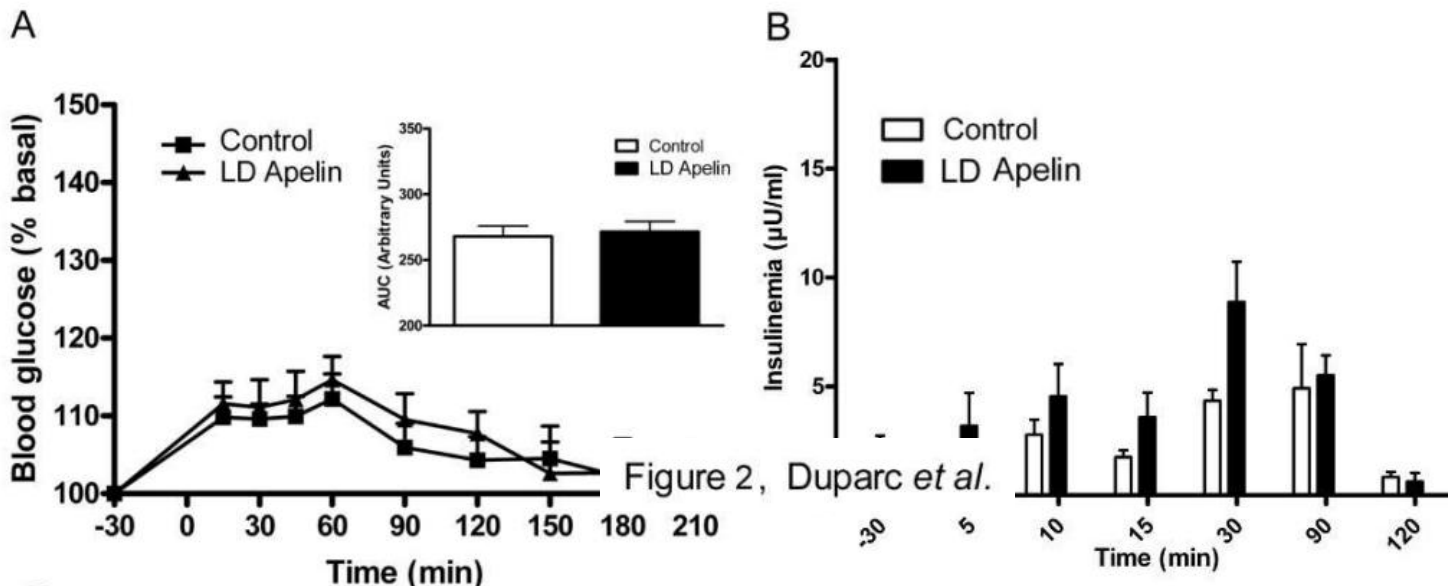 A
Blood glucose (% basal)
150
140
130
120
110
100
Control
LD Apelin
AUC (Arbitrary Units)
350
300
250
200
Control
LD Apelin
-30 0 30 60 90 120 150 180 210
Time (min)
B
Insulinemia (µU/ml)
20
15
10
5
Control
LD Apelin
-30 5 10 15 30 90 120
Time (min)
Figure 2, Duparc et al.